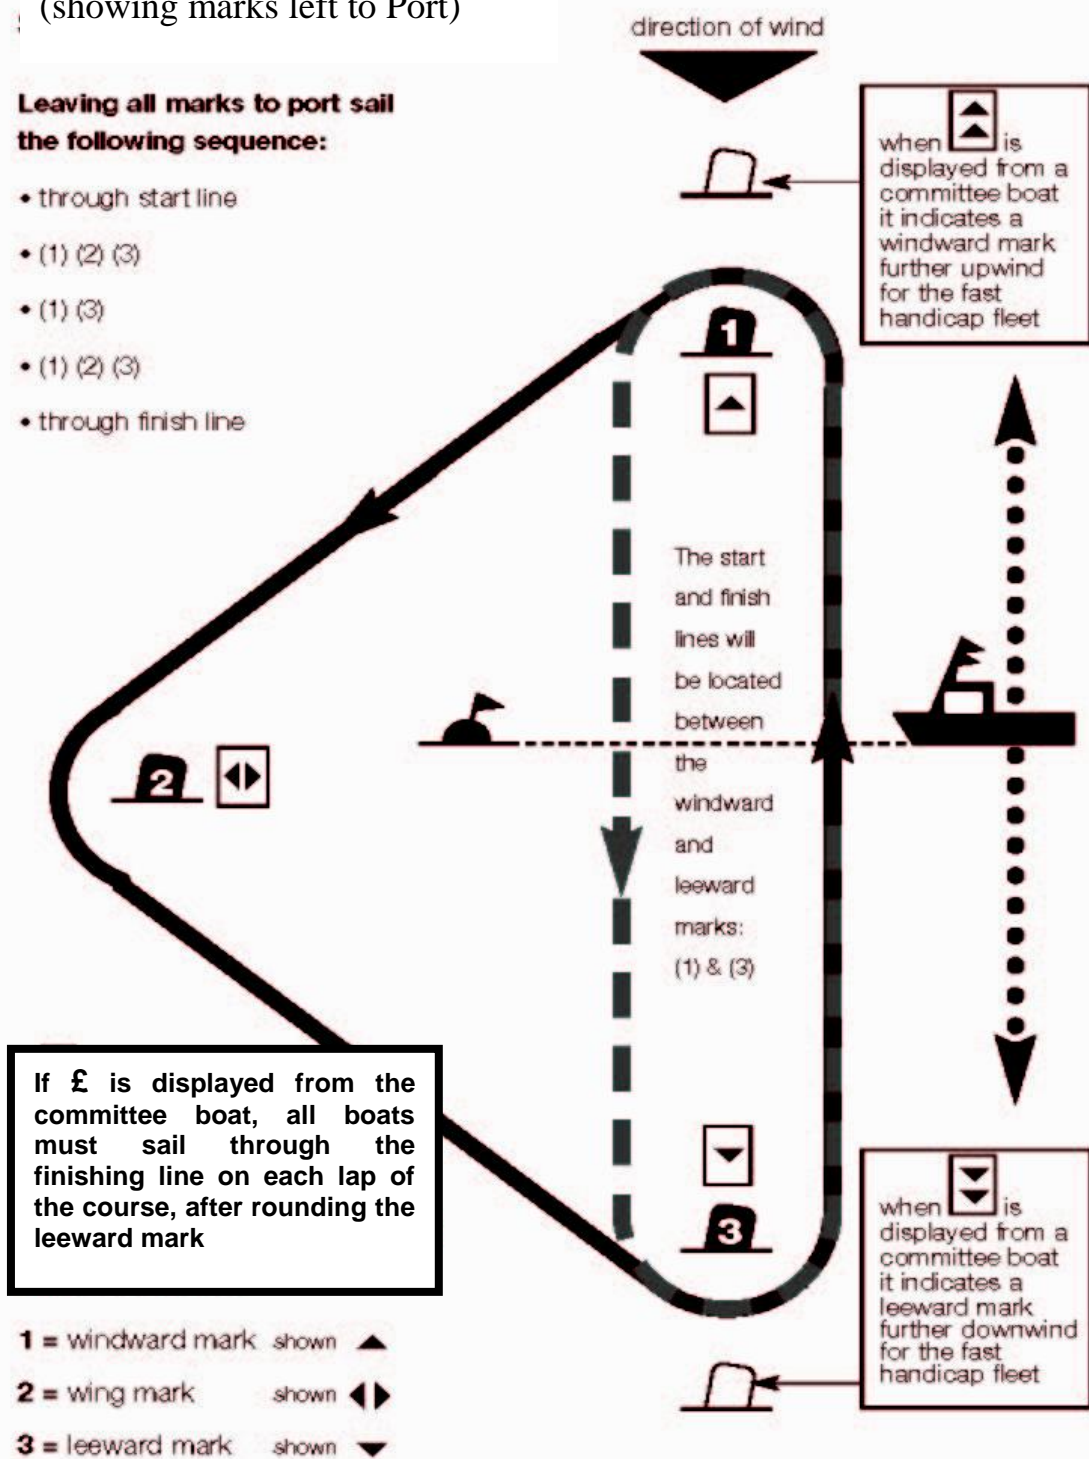 (showing marks left to Port)
direction of wind
Leaving all marks to port sail
the following sequence:
• through start line
• (1) (2) (3)
• (1) (3)
• (1) (2) (3)
• through finish line
when is
displayed from a
committee boat
it indicates a
windward mark
further upwind
for the fast
handicap fleet
1
The start
and finish
lines will
be located
between
the
windward
and
leeward
marks:
(1) & (3)
2
If £ is displayed from the
committee boat, all boats
must sail through the
finishing line on each lap of
the course, after rounding the
leeward mark
3
when is
displayed from a
committee boat
it indicates a
leeward mark
further downwind
for the fast
handicap fleet
1 = windward mark shown
2 = wing mark shown
3 = leeward mark shown